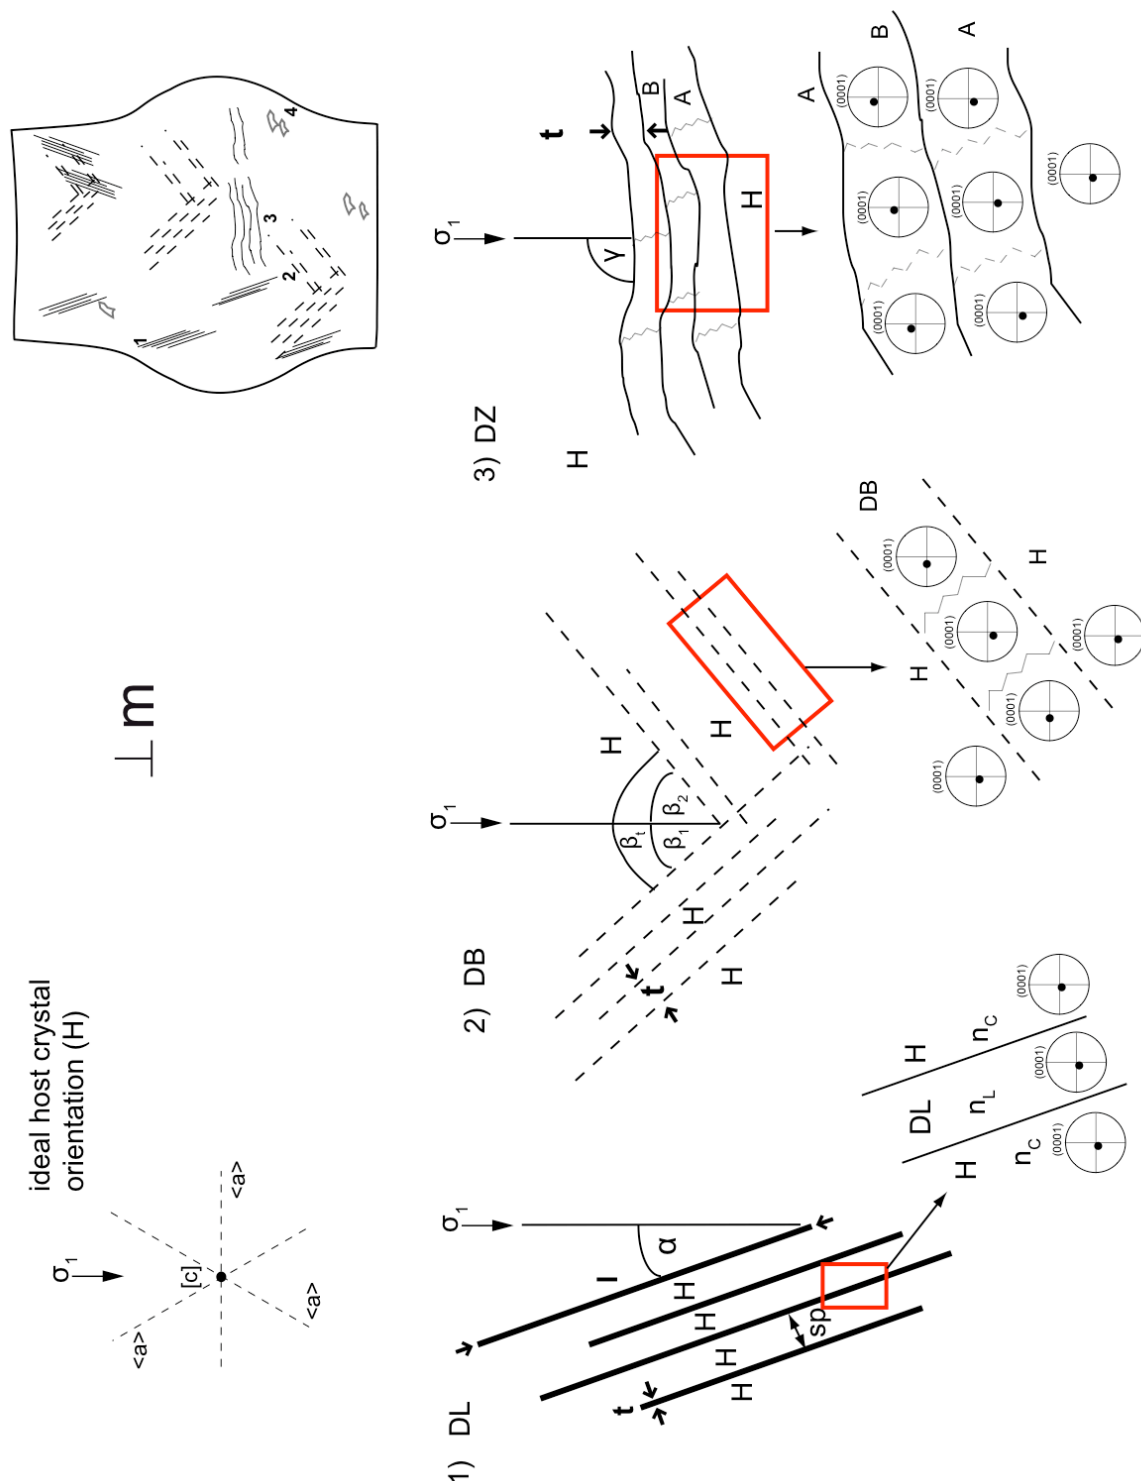 ideal host crystal
orientation (H)
σ1
[c]
<a>
<a>
<a>
⊥m
1
2
3
4
1) DL
σ1
α
l
t
sp
H
H
H
H
H
DL
H
nC
nL
nC
(0001)
(0001)
(0001)
2) DB
σ1
βt
β1
β2
t
H
H
H
H
DB
H
H
(0001)
(0001)
(0001)
(0001)
(0001)
3) DZ
σ1
γ
t
H
B
A
H
A
B
A
(0001)
(0001)
(0001)
(0001)
(0001)
(0001)
(0001)